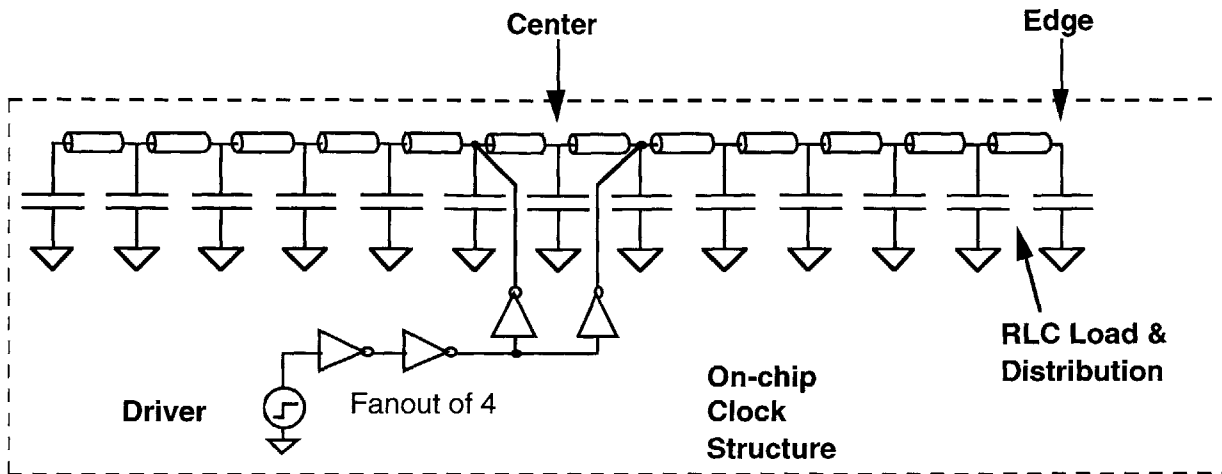 Center
Edge
RLC Load &
Distribution
On-chip
Clock
Structure
Driver
Fanout of 4